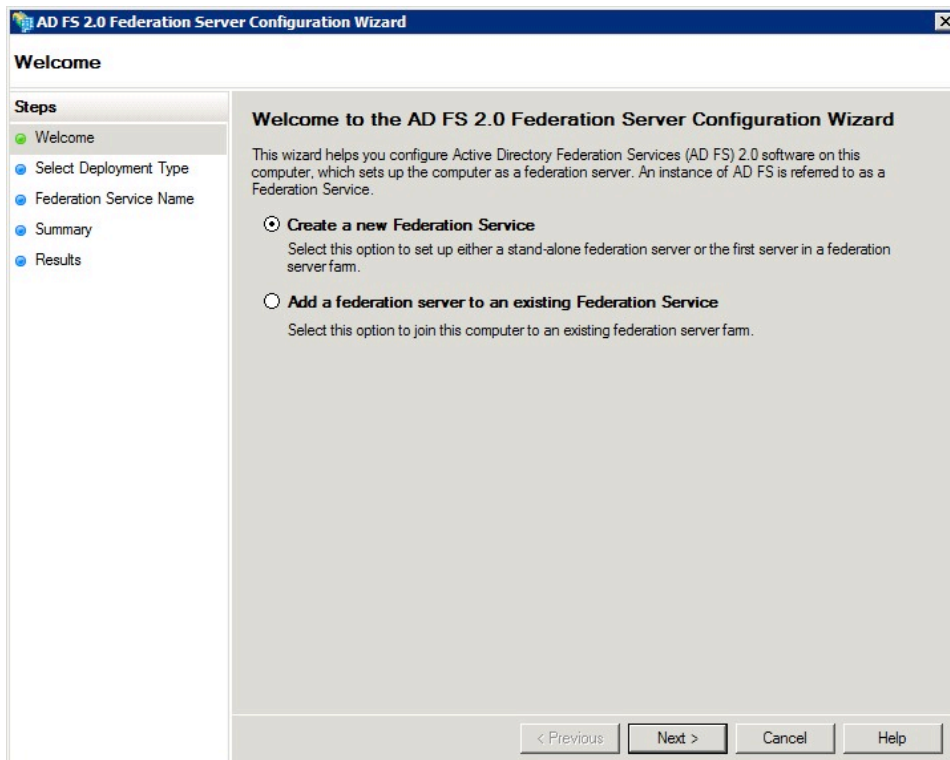 AD FS 2.0 Federation Server Configuration Wizard
Welcome
Steps
Welcome
Select Deployment Type
Federation Service Name
Summary
Results
Welcome to the AD FS 2.0 Federation Server Configuration Wizard
This wizard helps you configure Active Directory Federation Services (AD FS) 2.0 software on this
computer, which sets up the computer as a federation server. An instance of AD FS is referred to as a
Federation Service.
Create a new Federation Service
Select this option to set up either a stand-alone federation server or the first server in a federation
server farm.
Add a federation server to an existing Federation Service
Select this option to join this computer to an existing federation server farm.
< Previous
Next >
Cancel
Help